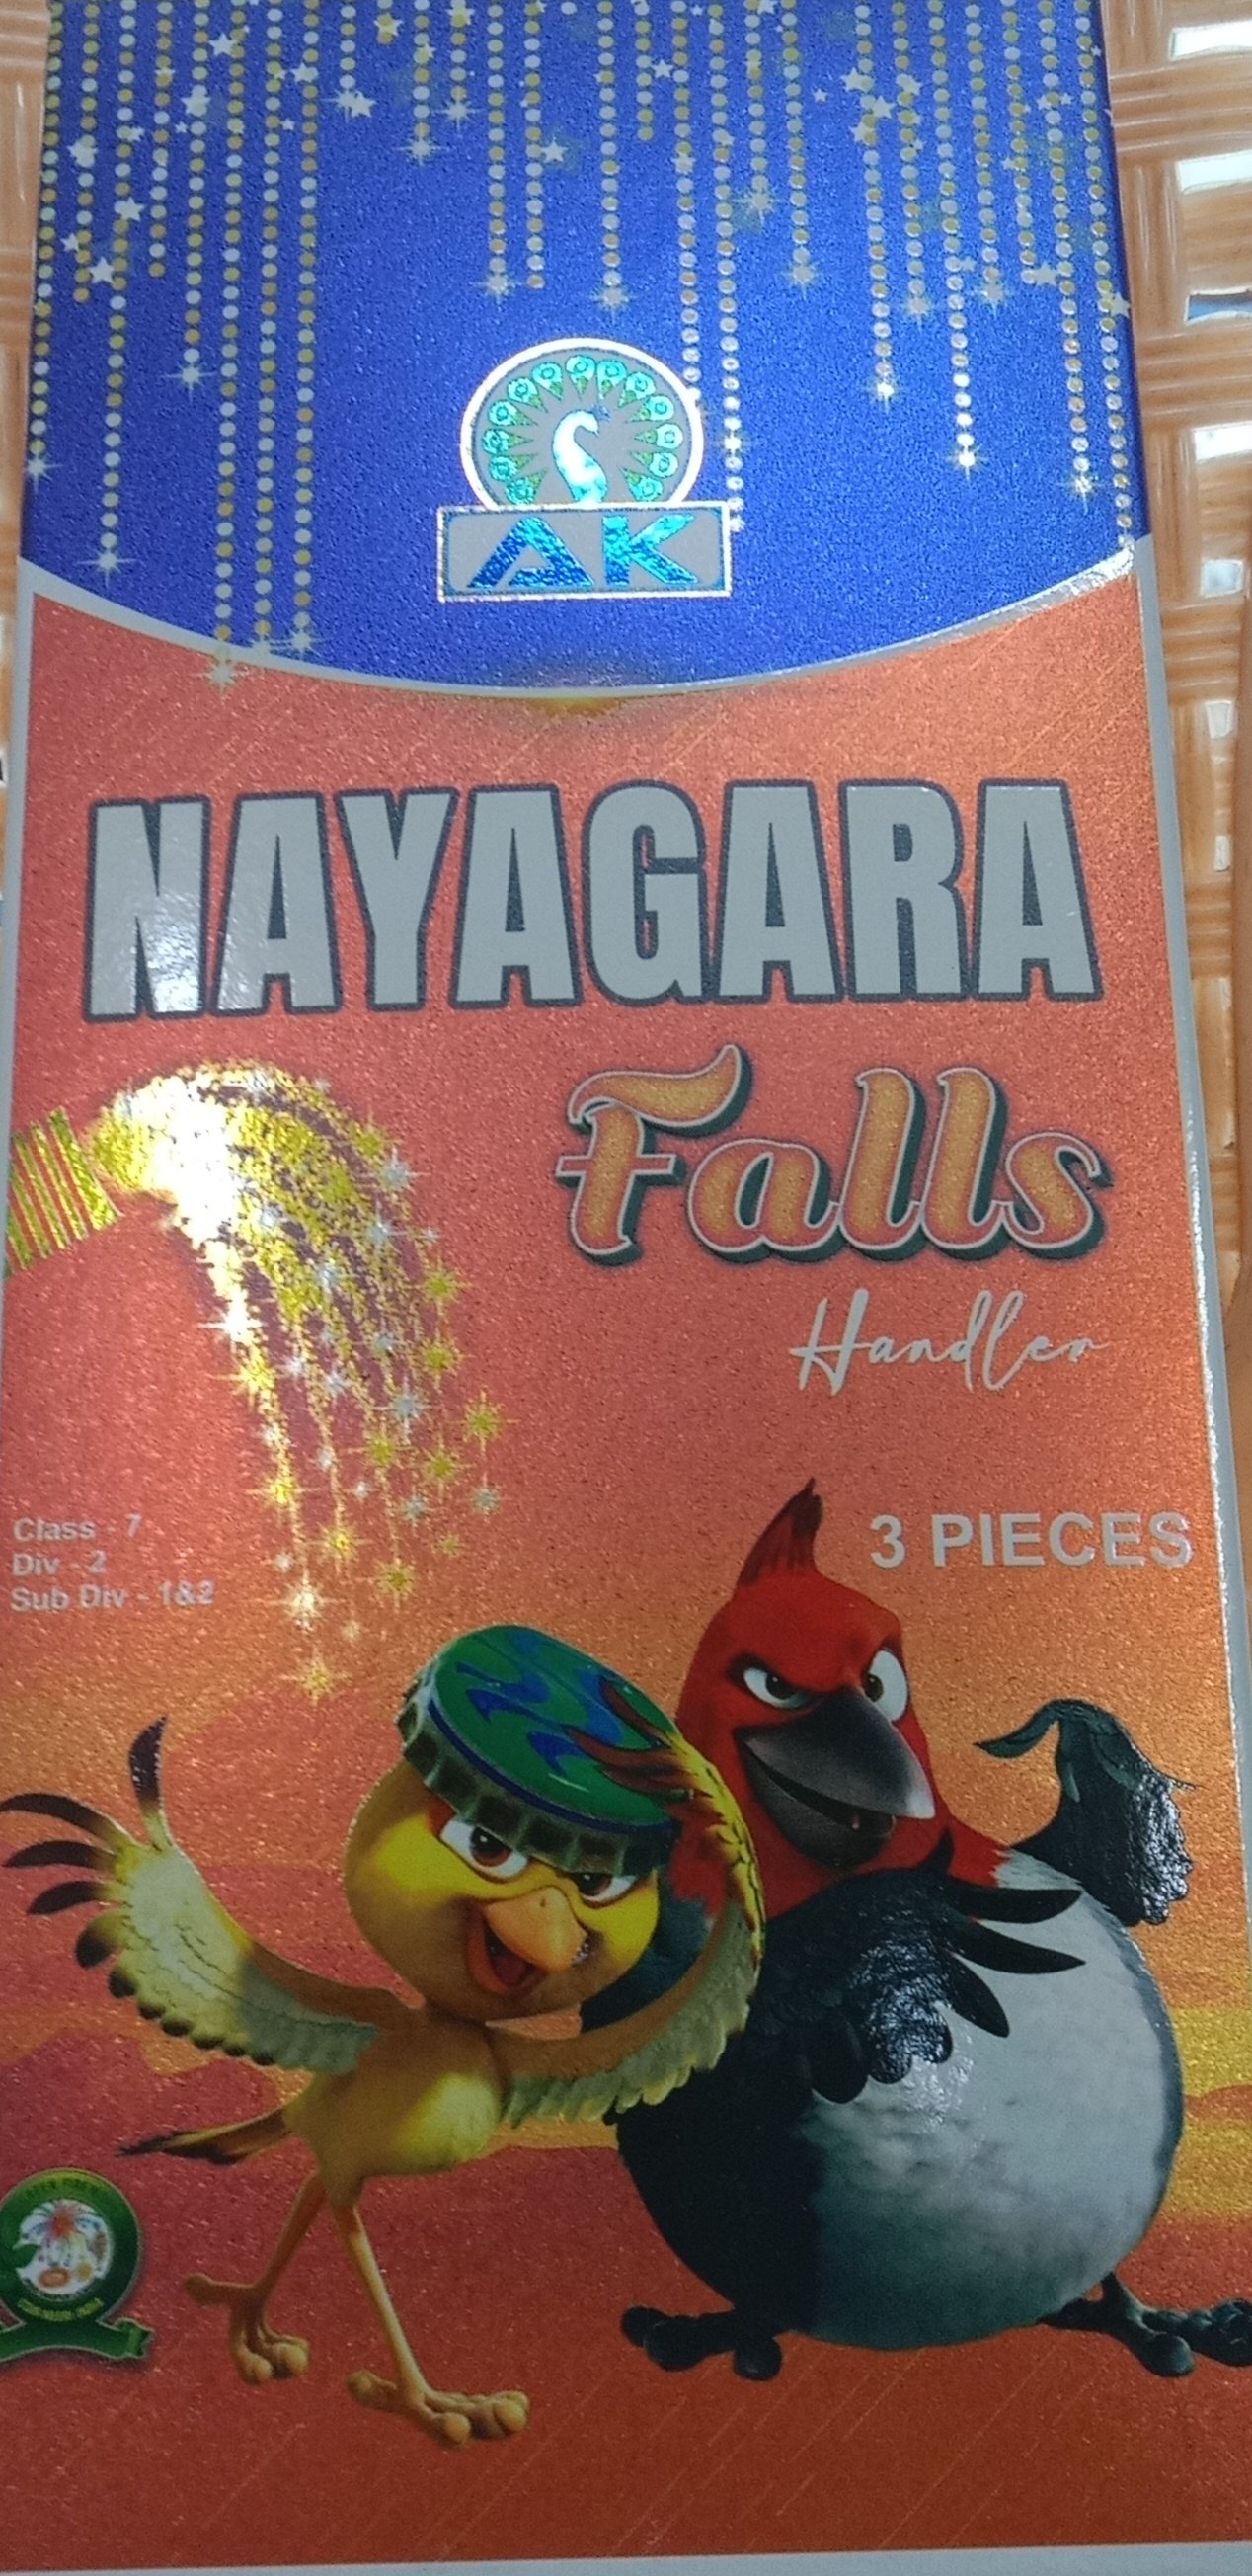 AK
NAYAGARA
Falls
Handler
3 PIECES
Class - 7
Div - 2
Sub Div - 1&2